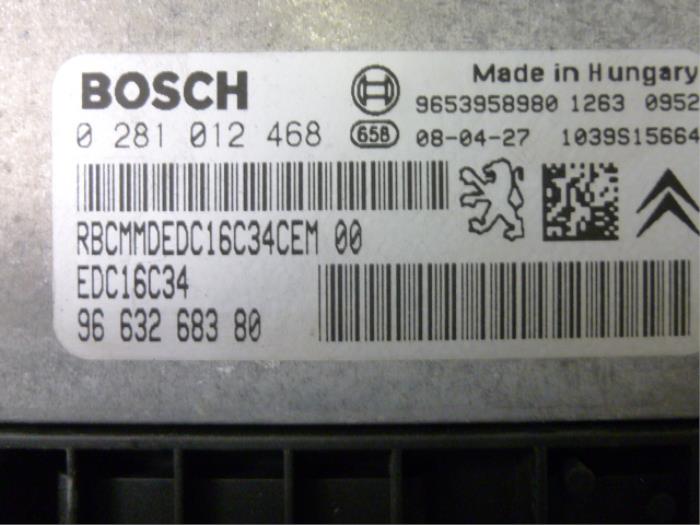 BOSCH
Made in Hungary
9653958980 1263 0952
0 281 012 468
658
08-04-27 1039S15664
RBCMMDEDC16C34CEM 00
EDC16C34
96 632 683 80